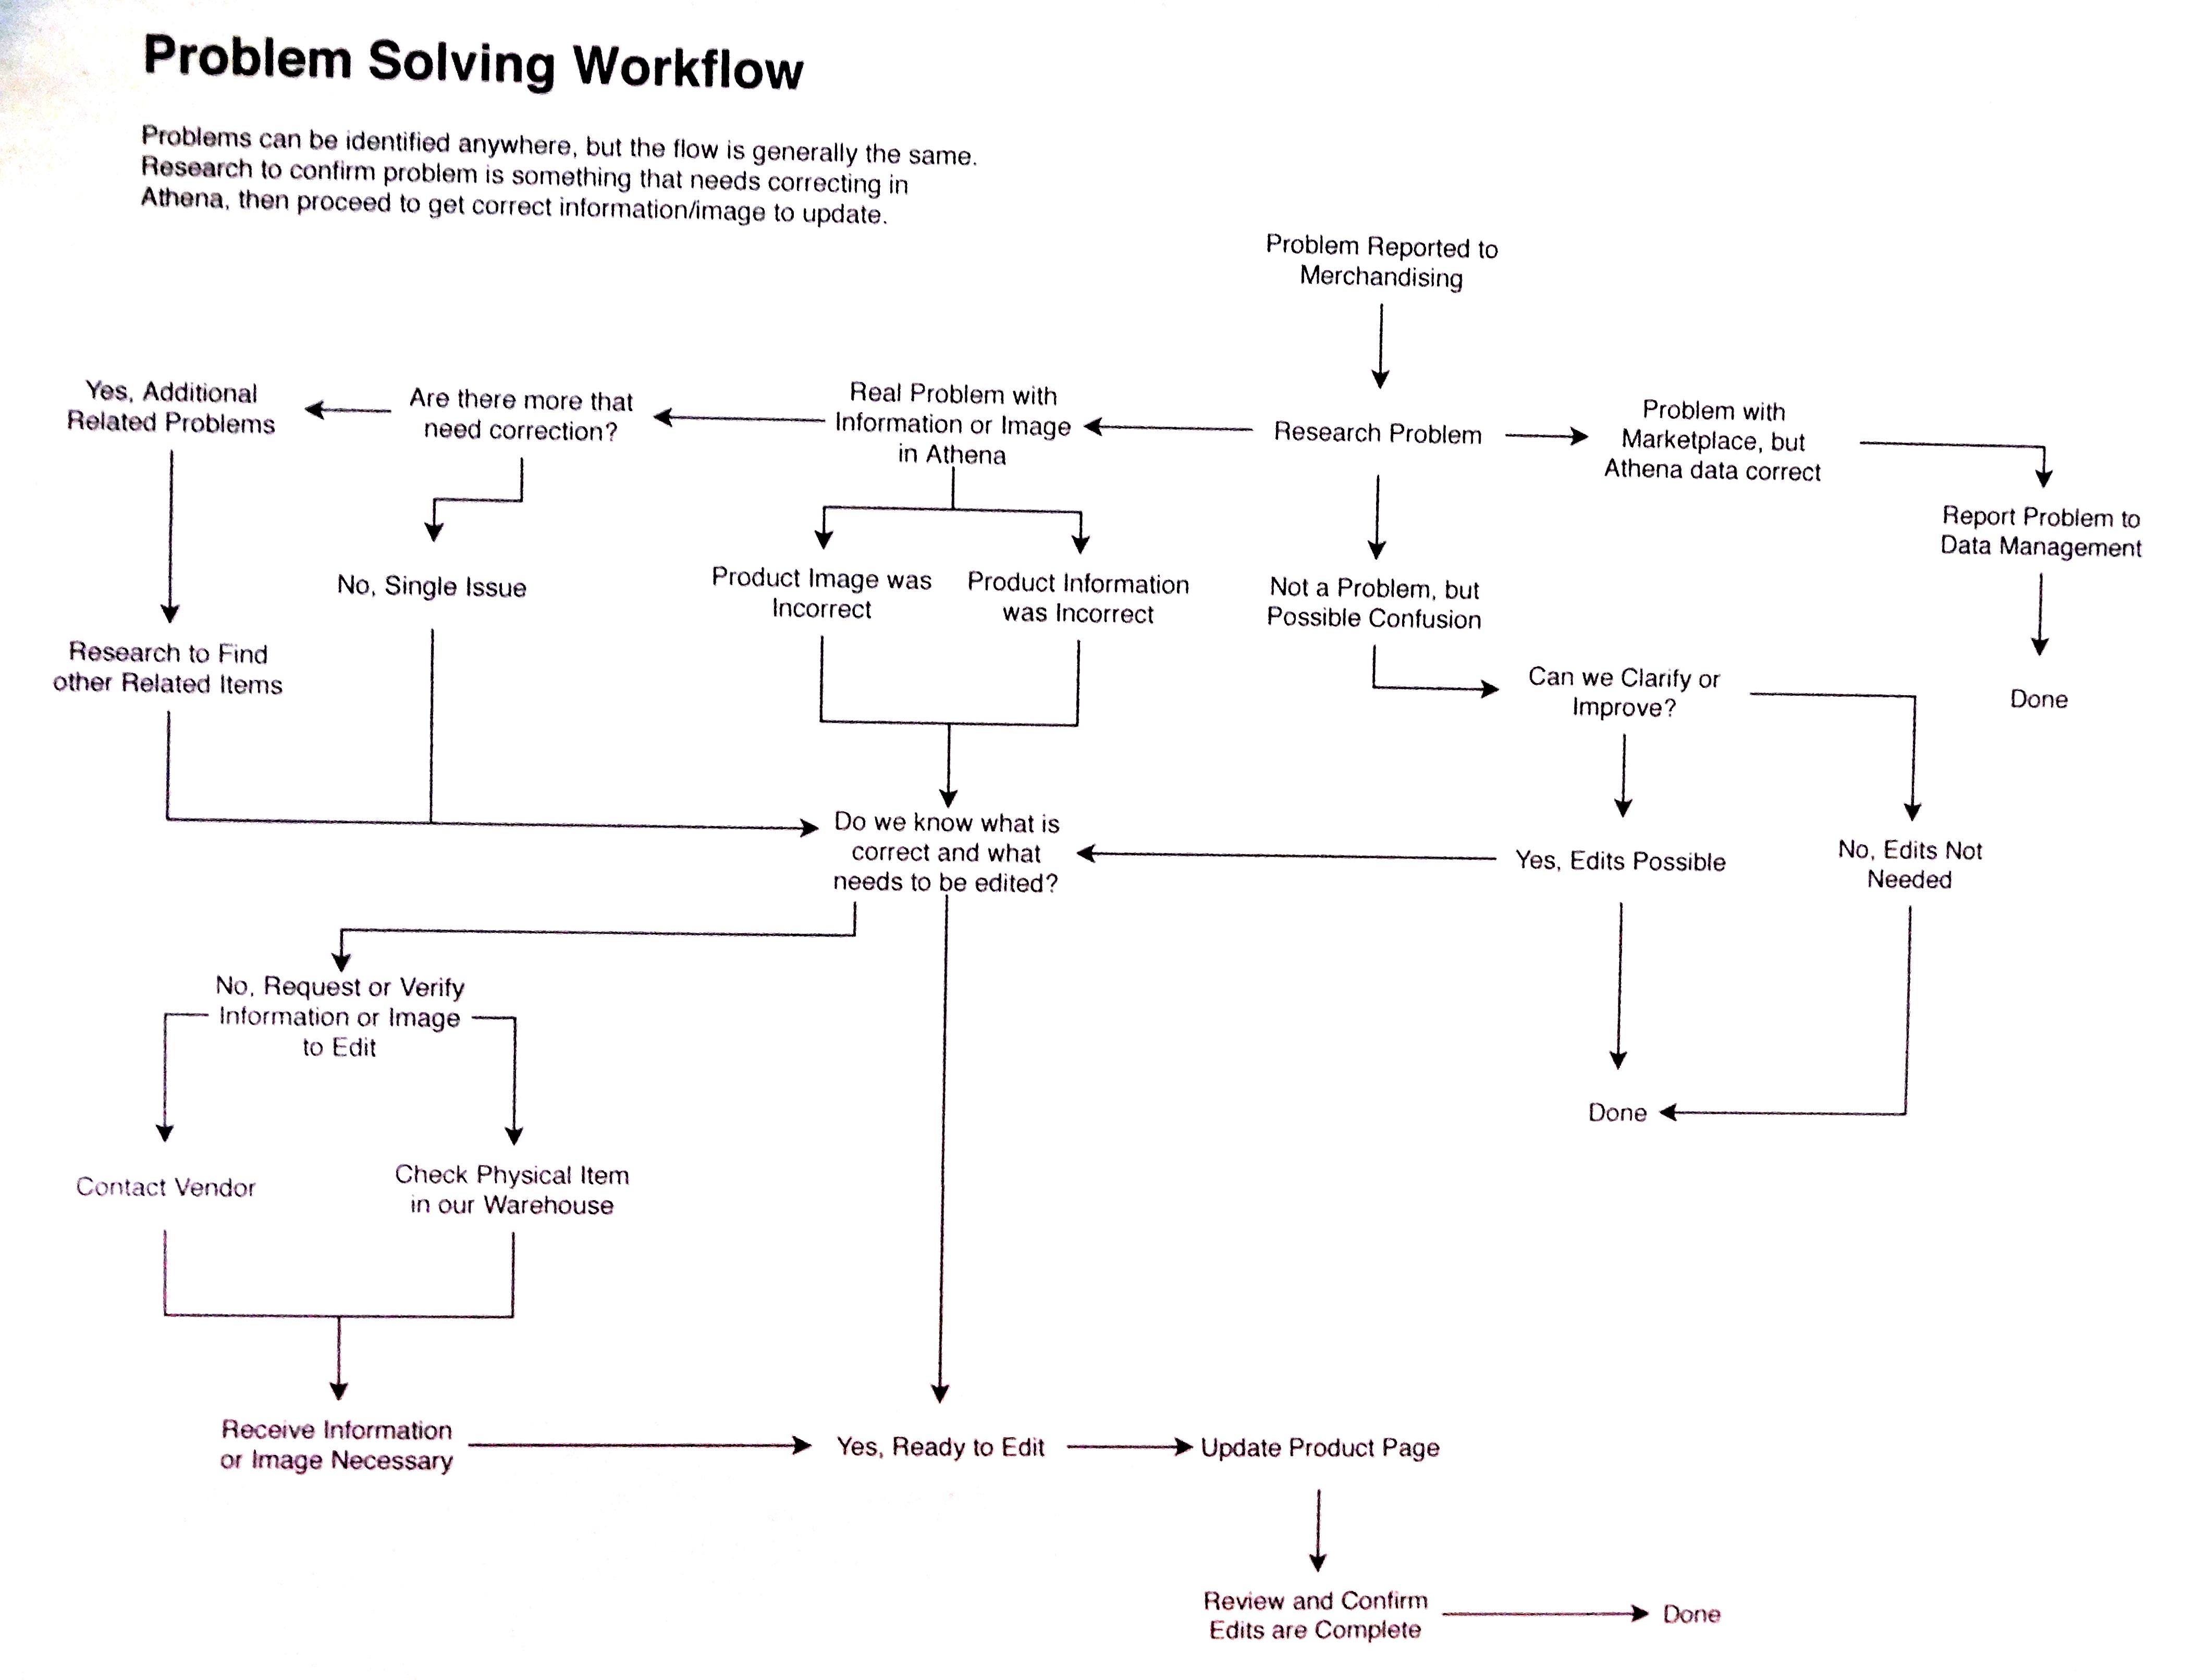 Problem Solving Workflow
Problems can be identified anywhere, but the flow is generally the same.
Research to confirm problem is something that needs correcting in
Athena, then proceed to get correct information/image to update.
Problem Reported to
Merchandising
Yes, Additional
Related Problems
Are there more that
need correction?
Real Problem with
Information or Image
in Athena
Research Problem
Problem with
Marketplace, but
Athena data correct
Report Problem to
Data Management
Done
No, Single Issue
Product Image was
Incorrect
Product Information
was Incorrect
Not a Problem, but
Possible Confusion
Research to Find
other Related Items
Can we Clarify or
Improve?
Do we know what is
correct and what
needs to be edited?
Yes, Edits Possible
No, Edits Not
Needed
No, Request or Verify
Information or Image
to Edit
Done
Contact Vendor
Check Physical Item
in our Warehouse
Receive Information
or Image Necessary
Yes, Ready to Edit
Update Product Page
Review and Confirm
Edits are Complete
Done